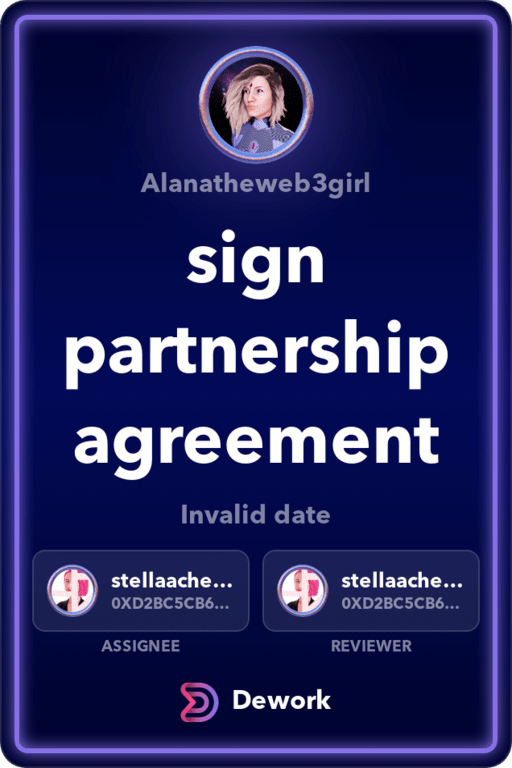 Alanatheweb3girl
sign
partnership
agreement
Invalid date
stellaache...
0XD2BC5CB6...
stellaache...
0XD2BC5CB6...
ASSIGNEE
REVIEWER
Dework